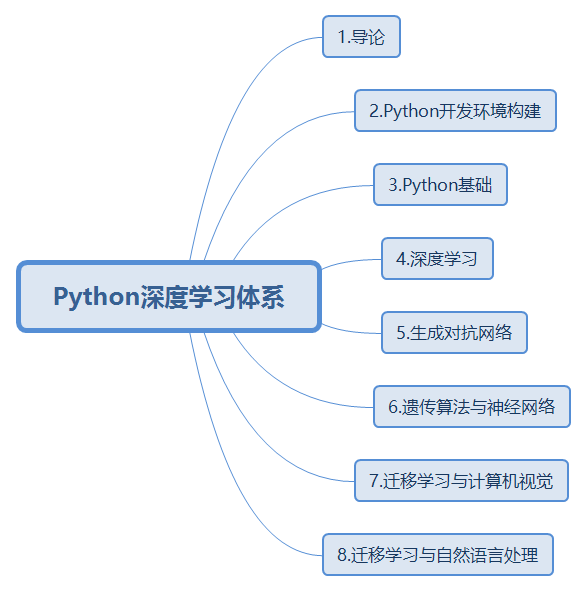 1.导论
2.Python开发环境构建
3.Python基础
4.深度学习
Python深度学习体系
5.生成对抗网络
6.遗传算法与神经网络
7.迁移学习与计算机视觉
8.迁移学习与自然语言处理